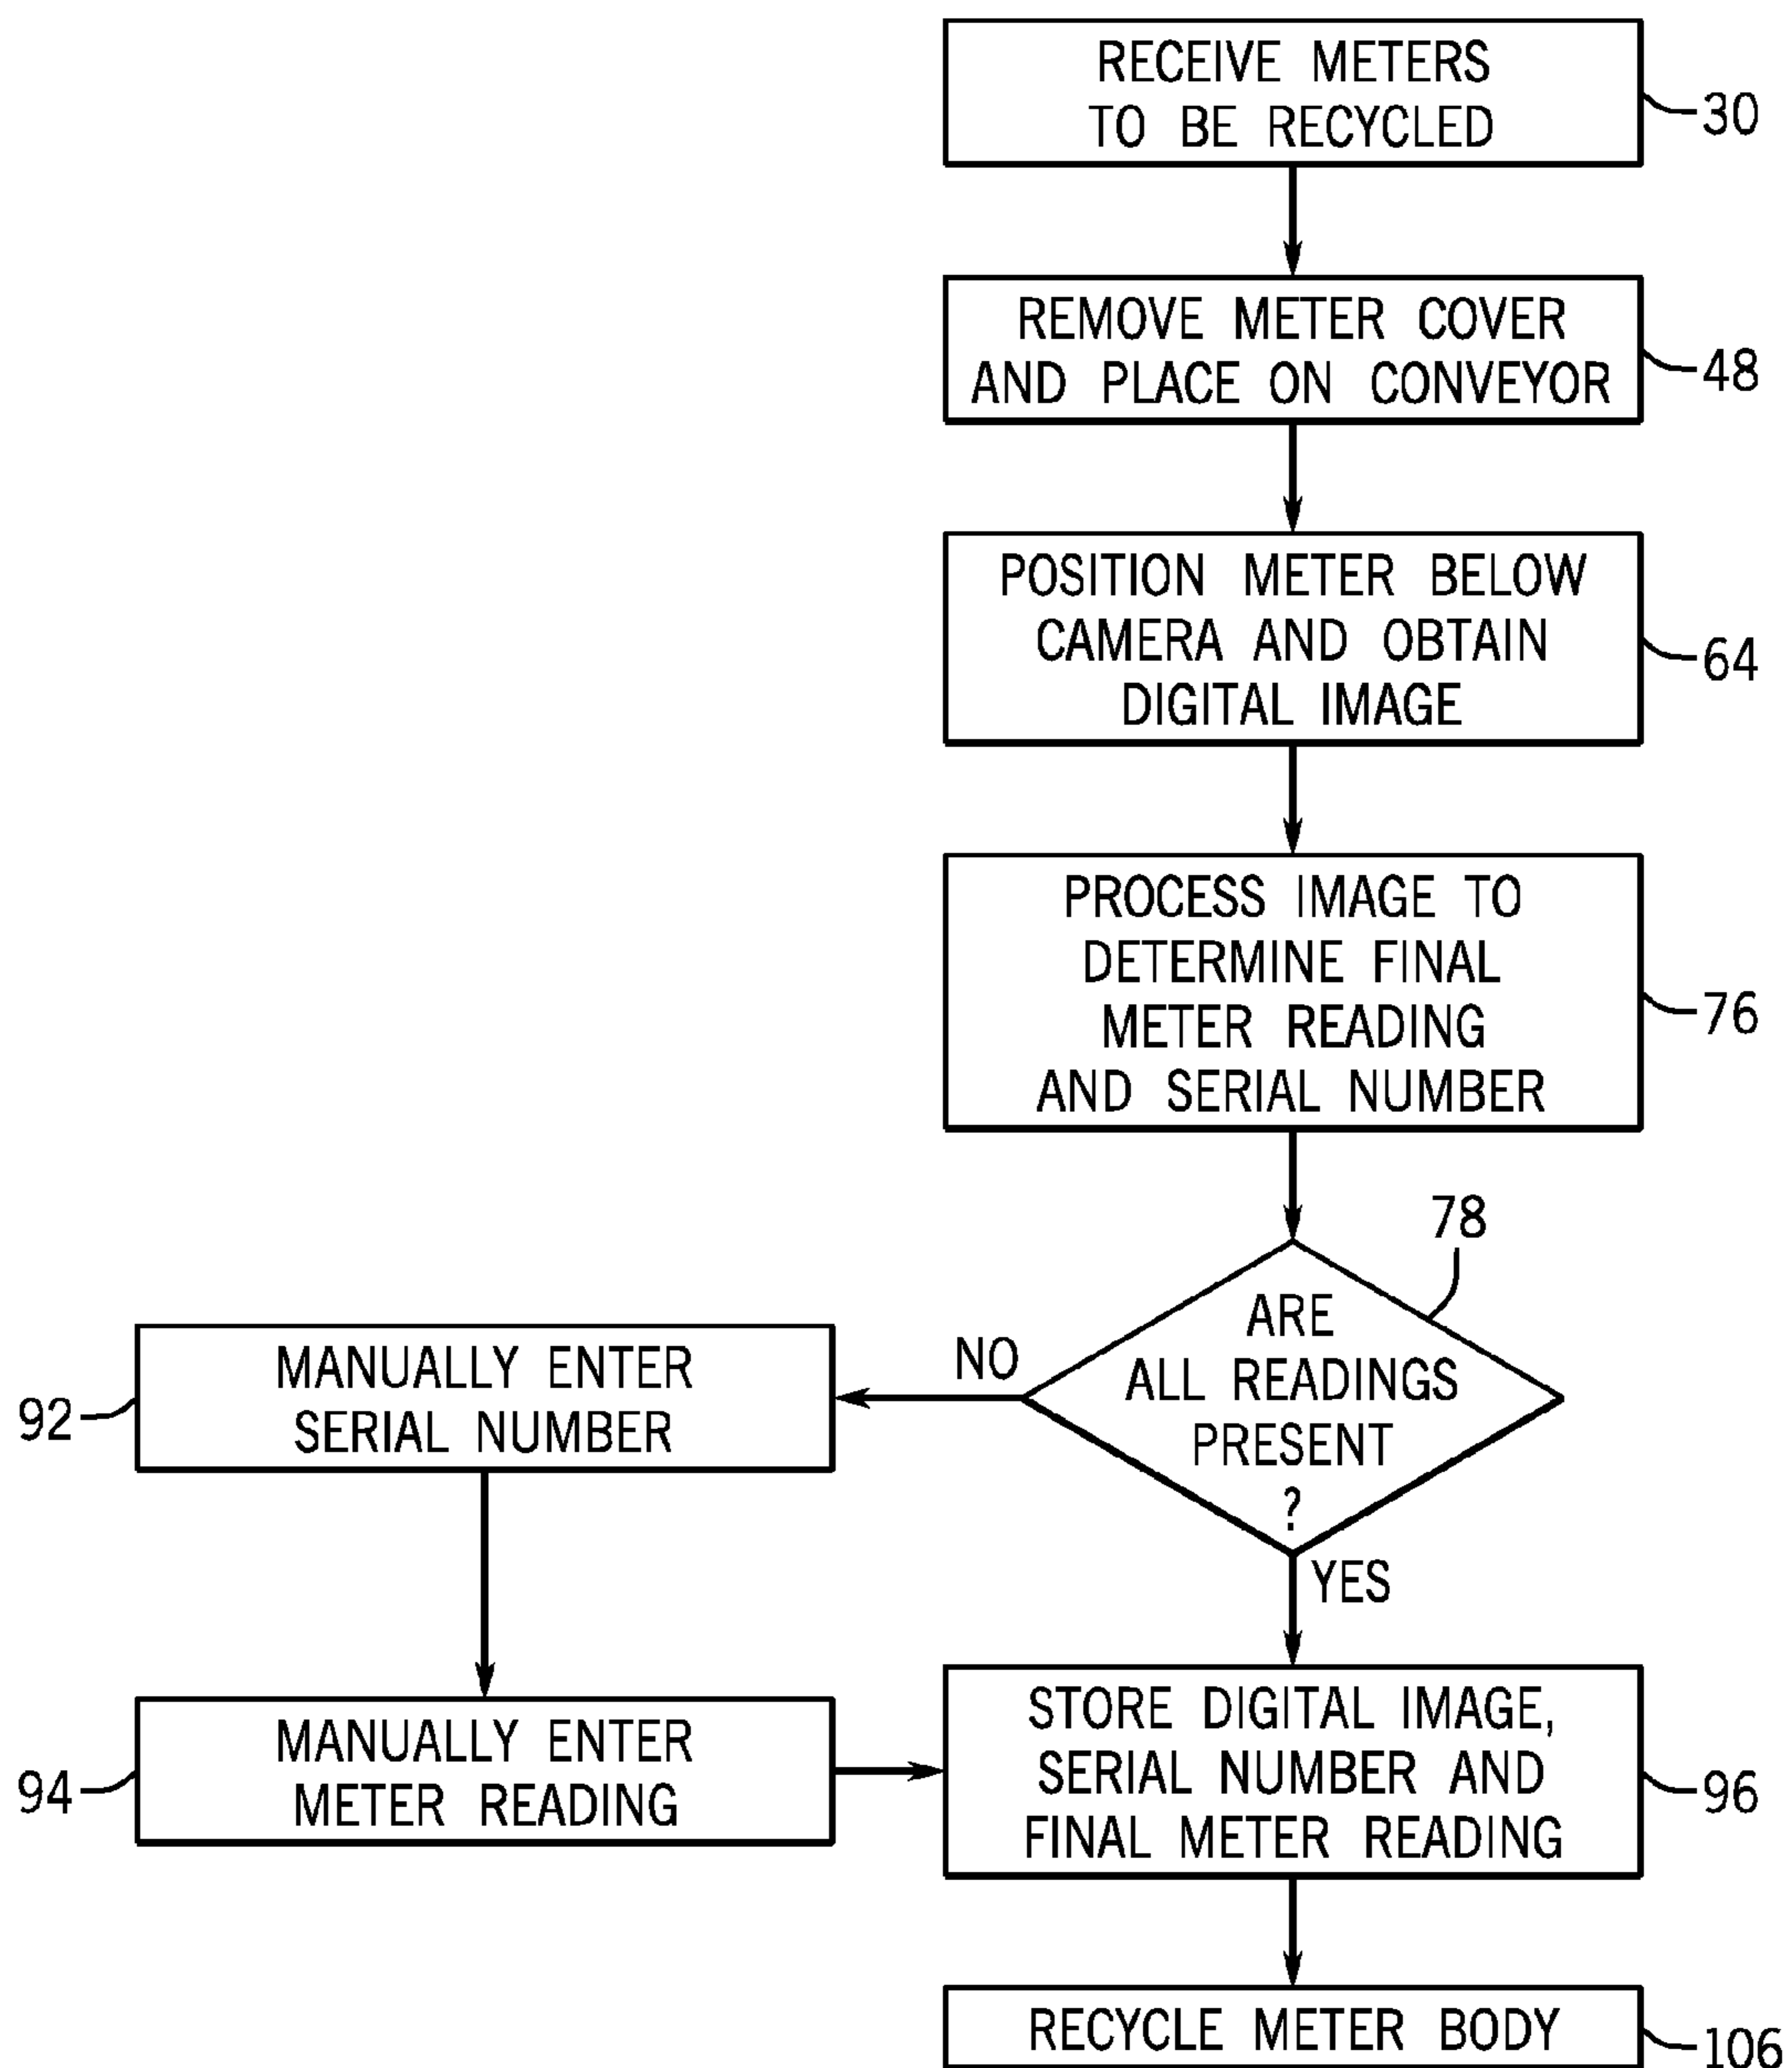 RECEIVE METERS
TO BE RECYCLED
30
REMOVE METER COVER
AND PLACE ON CONVEYOR
48
POSITION METER BELOW
CAMERA AND OBTAIN
DIGITAL IMAGE
64
PROCESS IMAGE TO
DETERMINE FINAL
METER READING
AND SERIAL NUMBER
76
78
ARE
ALL READINGS
PRESENT
?
NO
YES
MANUALLY ENTER
SERIAL NUMBER
92
MANUALLY ENTER
METER READING
94
STORE DIGITAL IMAGE,
SERIAL NUMBER AND
FINAL METER READING
96
RECYCLE METER BODY
106